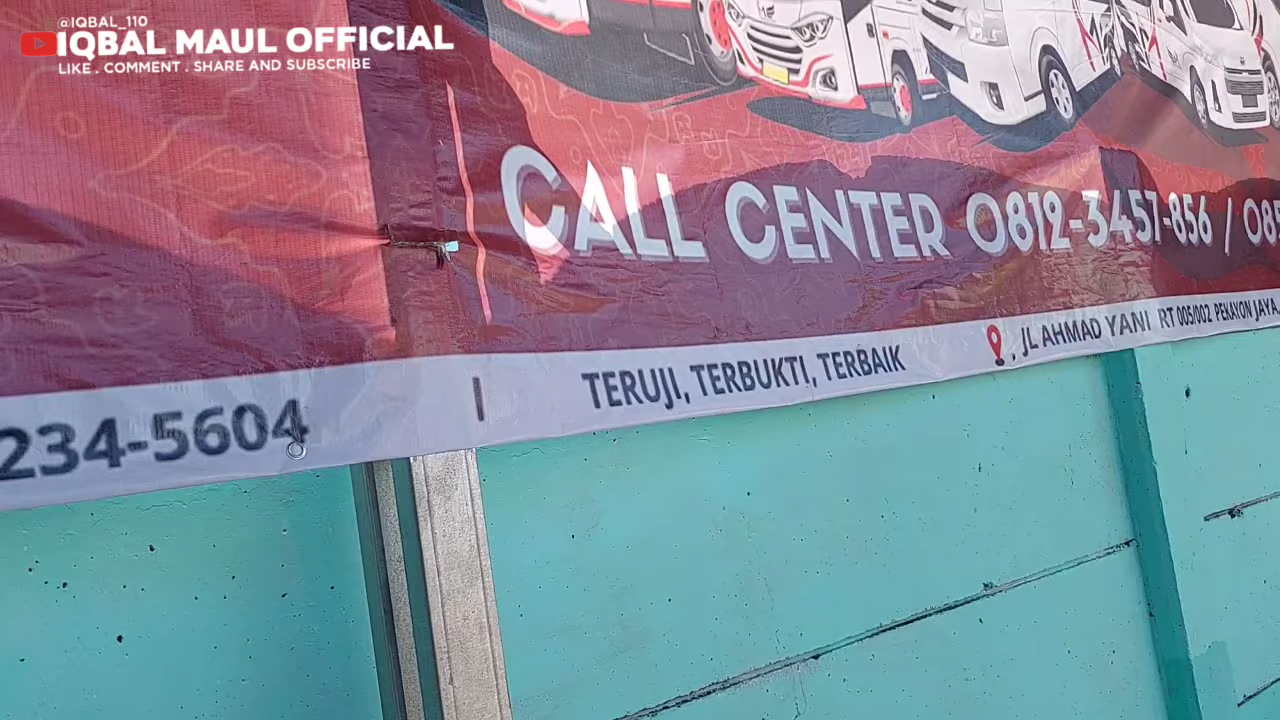 @IQBAL_110
IQBAL MAUL OFFICIAL
LIKE . COMMENT . SHARE AND SUBSCRIBE
CALL CENTER 0812-3457-856 / 085
234-5604 | TERUJI, TERBUKTI, TERBAIK . JL AHMAD YANI RT 005/002 PEKAYON JAYA